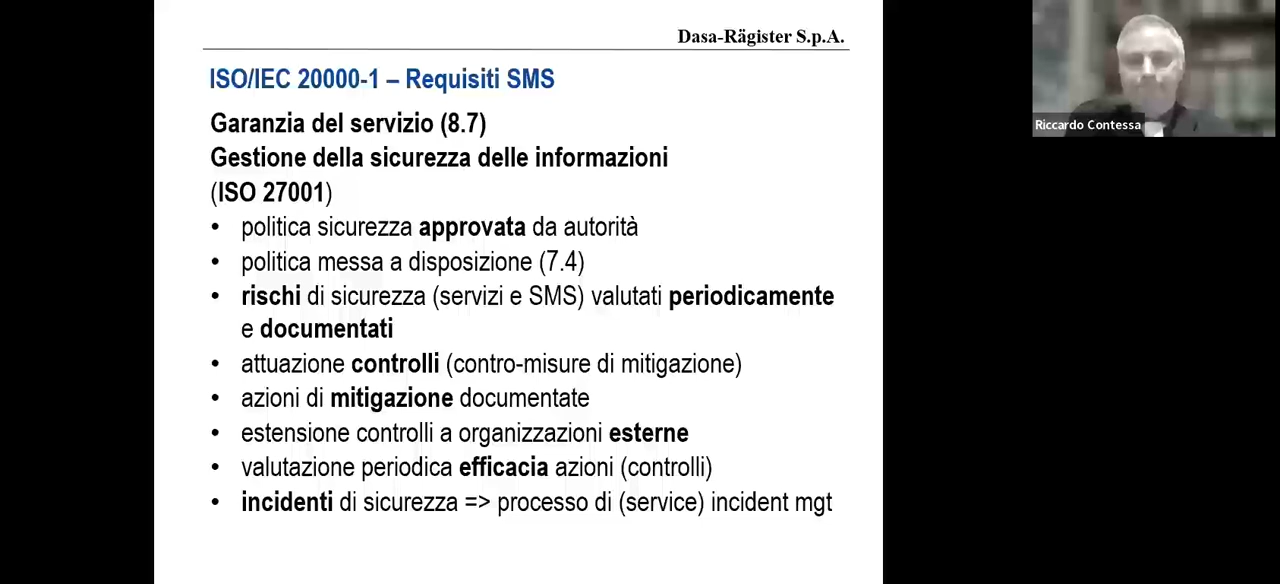 Dasa-Rägister S.p.A.
ISO/IEC 20000-1 – Requisiti SMS
Garanzia del servizio (8.7)
Gestione della sicurezza delle informazioni
(ISO 27001)
• politica sicurezza approvata da autorità
• politica messa a disposizione (7.4)
• rischi di sicurezza (servizi e SMS) valutati periodicamente
e documentati
• attuazione controlli (contro-misure di mitigazione)
• azioni di mitigazione documentate
• estensione controlli a organizzazioni esterne
• valutazione periodica efficacia azioni (controlli)
• incidenti di sicurezza => processo di (service) incident mgt
Riccardo Contessa